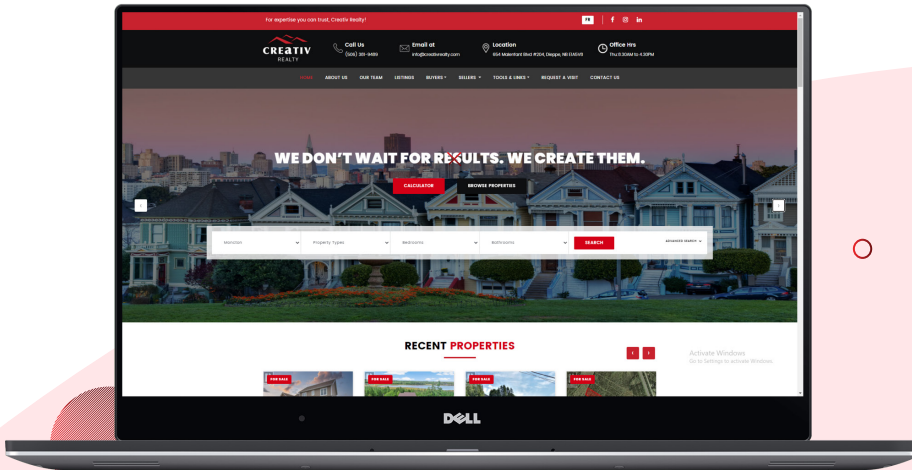 For expertise you can trust, Creativ Realty!
FR
CREATIV
REALTY
Call Us
Email at
info@creativrealty.com
Location
Office Hrs
HOME ABOUT US OUR TEAM LISTINGS BUYERS SELLERS TOOLS & LINKS REQUEST A VISIT CONTACT US
WE DON'T WAIT FOR RESULTS. WE CREATE THEM.
CALCULATOR BROWSE PROPERTIES
Moncton Property Types Bedrooms Bathrooms SEARCH ADVANCED SEARCH
RECENT PROPERTIES
Activate Windows
Go to Settings to activate Windows.
FOR SALE FOR SALE FOR SALE FOR SALE
DELL